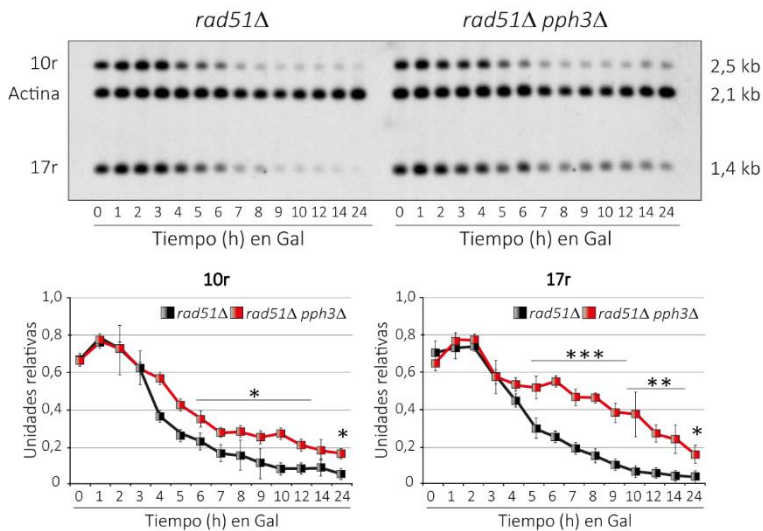 rad51Δ rad51Δ pph3Δ
10r 2,5 kb
Actina 2,1 kb
17r 1,4 kb
0 1 2 3 4 5 6 7 8 9 10 12 14 24 0 1 2 3 4 5 6 7 8 9 10 12 14 24
Tiempo (h) en Gal Tiempo (h) en Gal
10r
1,0
rad51Δ rad51Δ pph3Δ
0,8
0,6
*
0,4
*
0,2
0
Unidades relativas
0 1 2 3 4 5 6 7 8 9 10 12 14 24
Tiempo (h) en Gal
17r
1,0
rad51Δ rad51Δ pph3Δ
0,8
***
0,6
**
0,4
*
0,2
0
Unidades relativas
0 1 2 3 4 5 6 7 8 9 10 12 14 24
Tiempo (h) en Gal